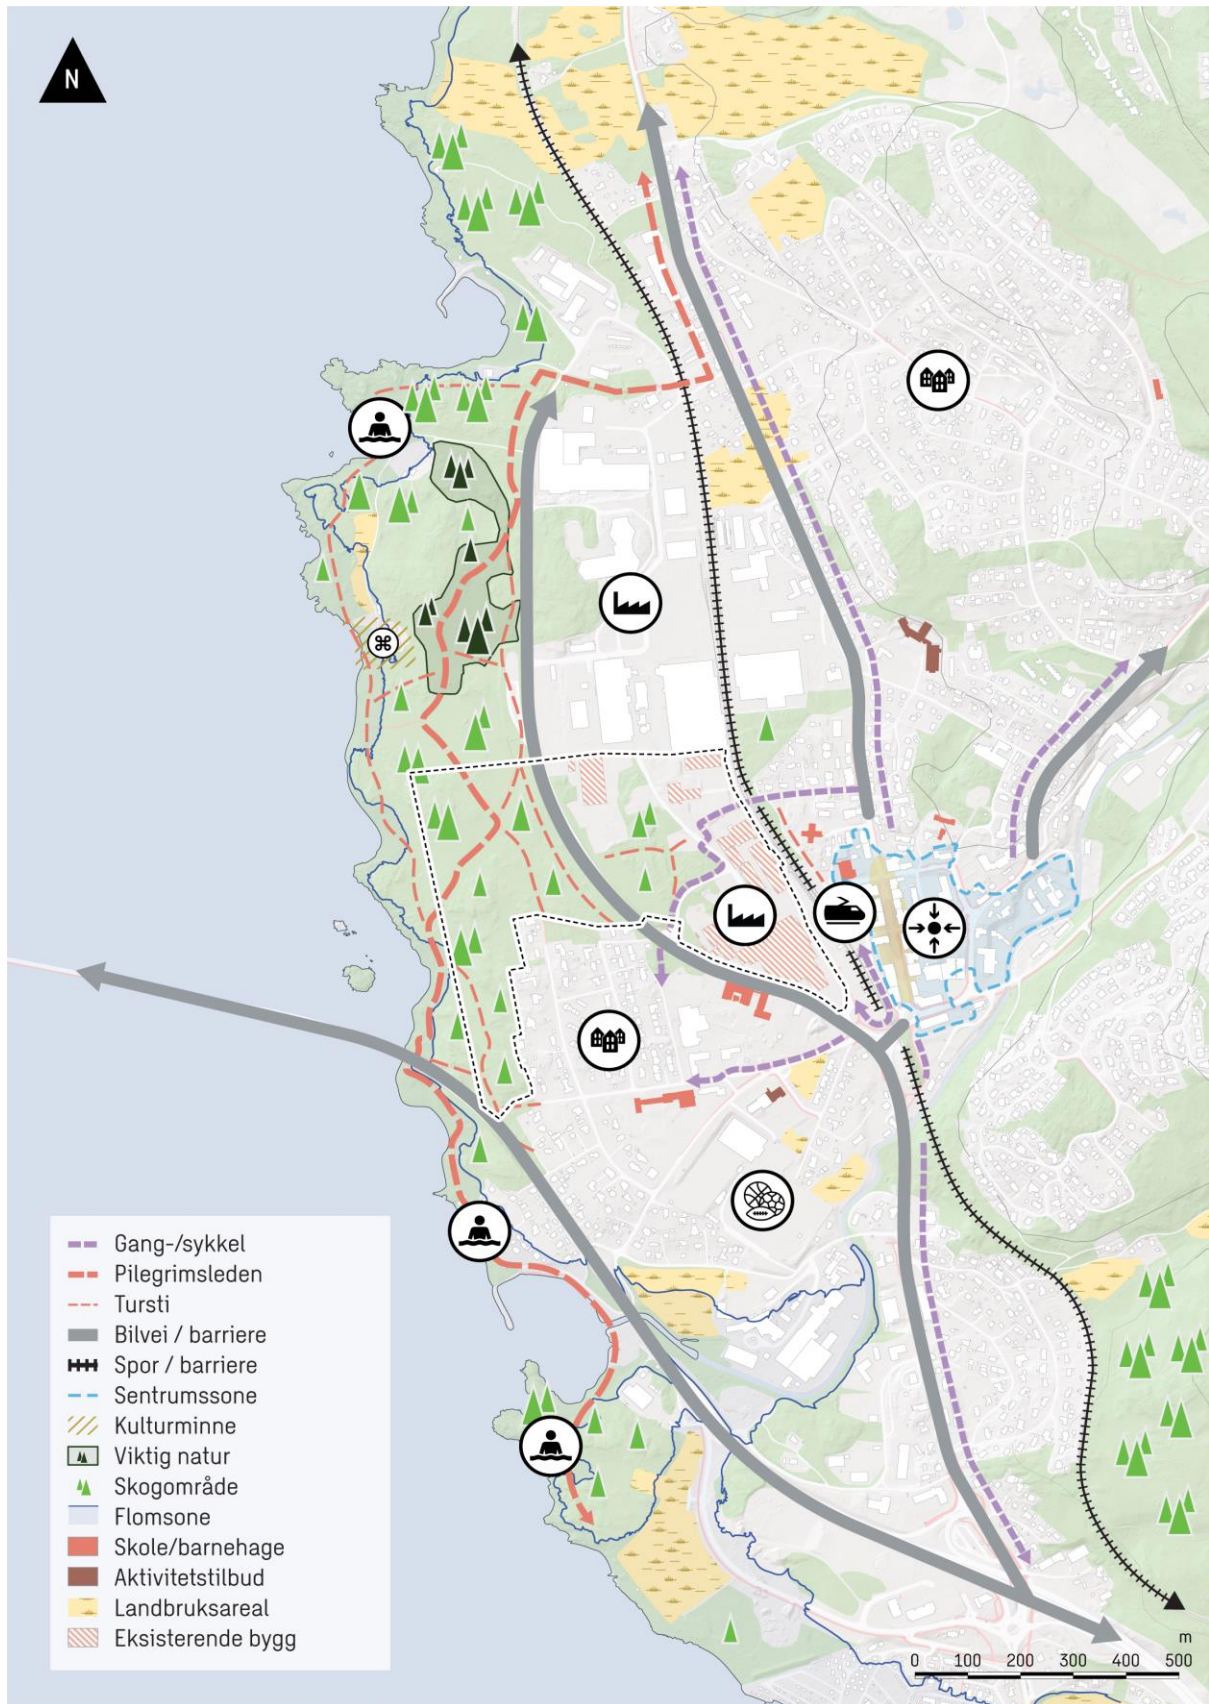 N
Gang-/sykkel
Pilegrimsleden
Tursti
Bilvei / barriere
Spor / barriere
Sentrumssone
Kulturminne
Viktig natur
Skogområde
Flomsone
Skole/barnehage
Aktivitetstilbud
Landbruksareal
Eksisterende bygg
m
0 100 200 300 400 500